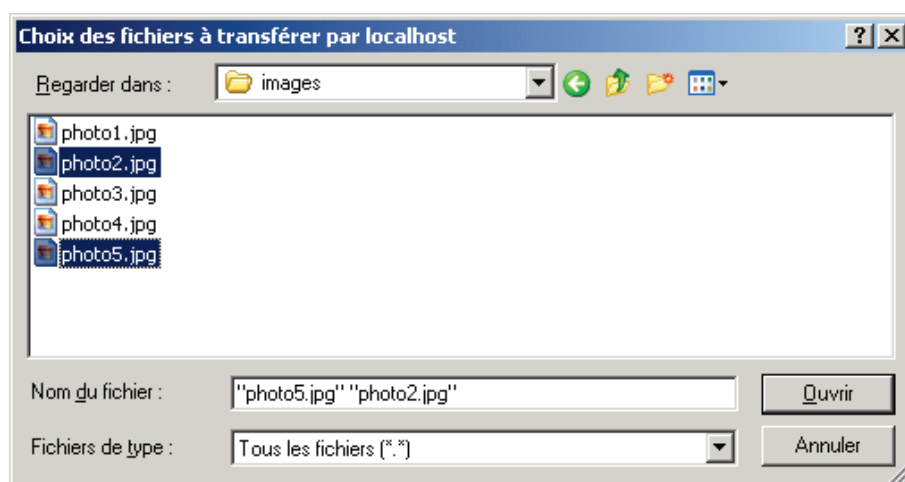 Choix des fichiers à transférer par localhost
Regarder dans : images
photo1.jpg
photo2.jpg
photo3.jpg
photo4.jpg
photo5.jpg
Nom du fichier : "photo5.jpg" "photo2.jpg" Ouvrir
Fichiers de type : Tous les fichiers (*.*) Annuler